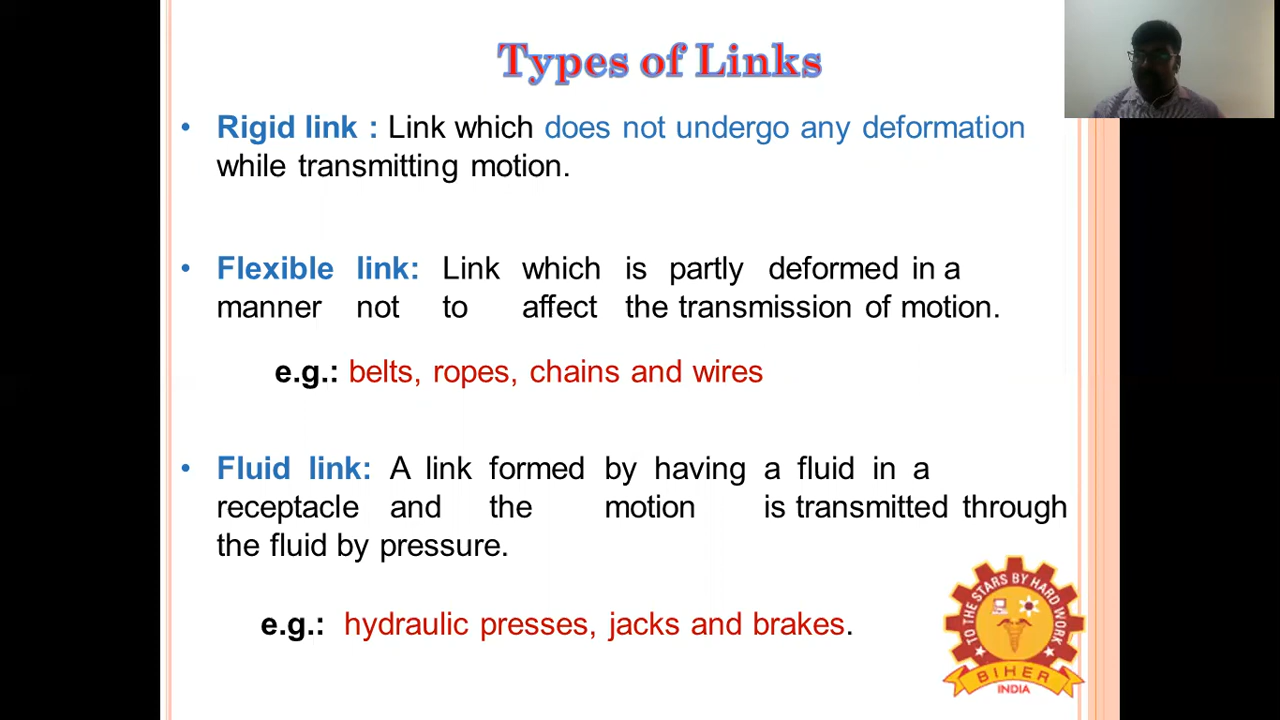 Types of Links
• Rigid link : Link which does not undergo any deformation
while transmitting motion.
• Flexible link: Link which is partly deformed in a
manner not to affect the transmission of motion.
e.g.: belts, ropes, chains and wires
• Fluid link: A link formed by having a fluid in a
receptacle and the motion is transmitted through
the fluid by pressure.
e.g.: hydraulic presses, jacks and brakes.
TO THE STARS BY HARD WORK
BIHER
INDIA